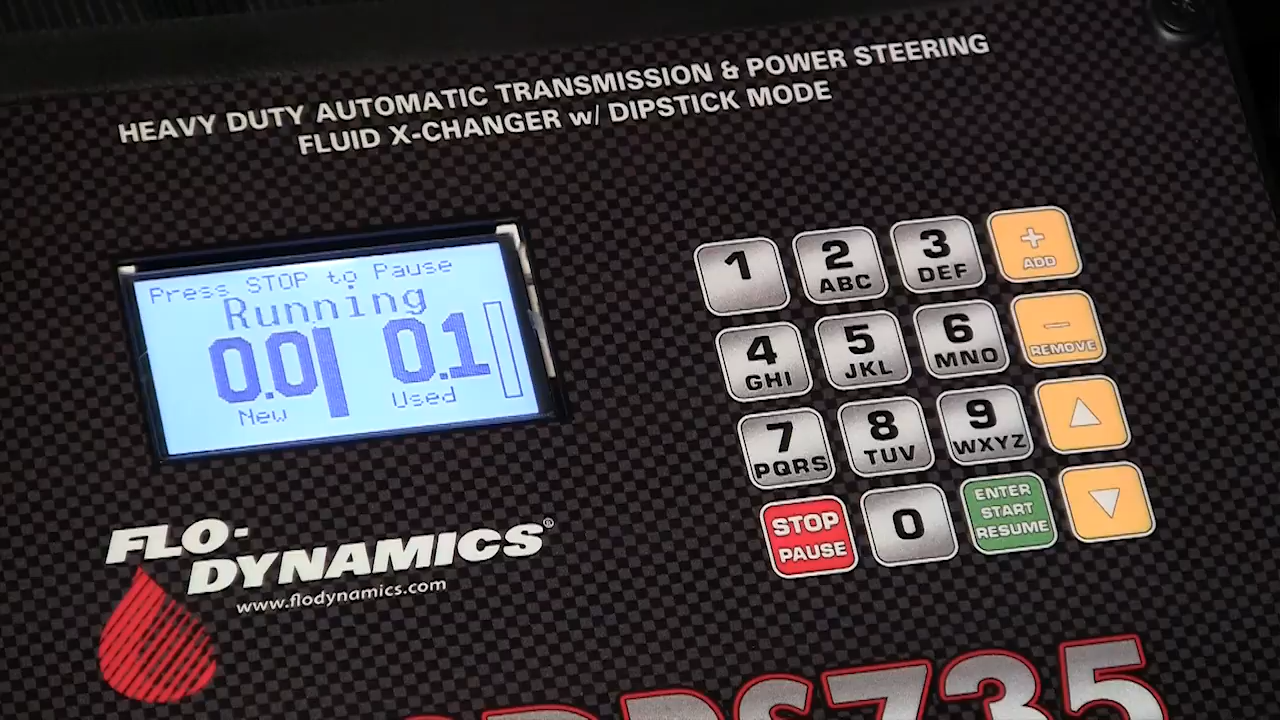 HEAVY DUTY AUTOMATIC TRANSMISSION & POWER STEERING
FLUID X-CHANGER w/ DIPSTICK MODE
Press STOP to Pause
Running
0.0 0.1
New Used
1
2 ABC
3 DEF
+ ADD
4 GHI
5 JKL
6 MNO
− REMOVE
7 PQRS
8 TUV
9 WXYZ
STOP
PAUSE
0
ENTER
START
RESUME
FLO-
DYNAMICS®
www.flodynamics.com
735